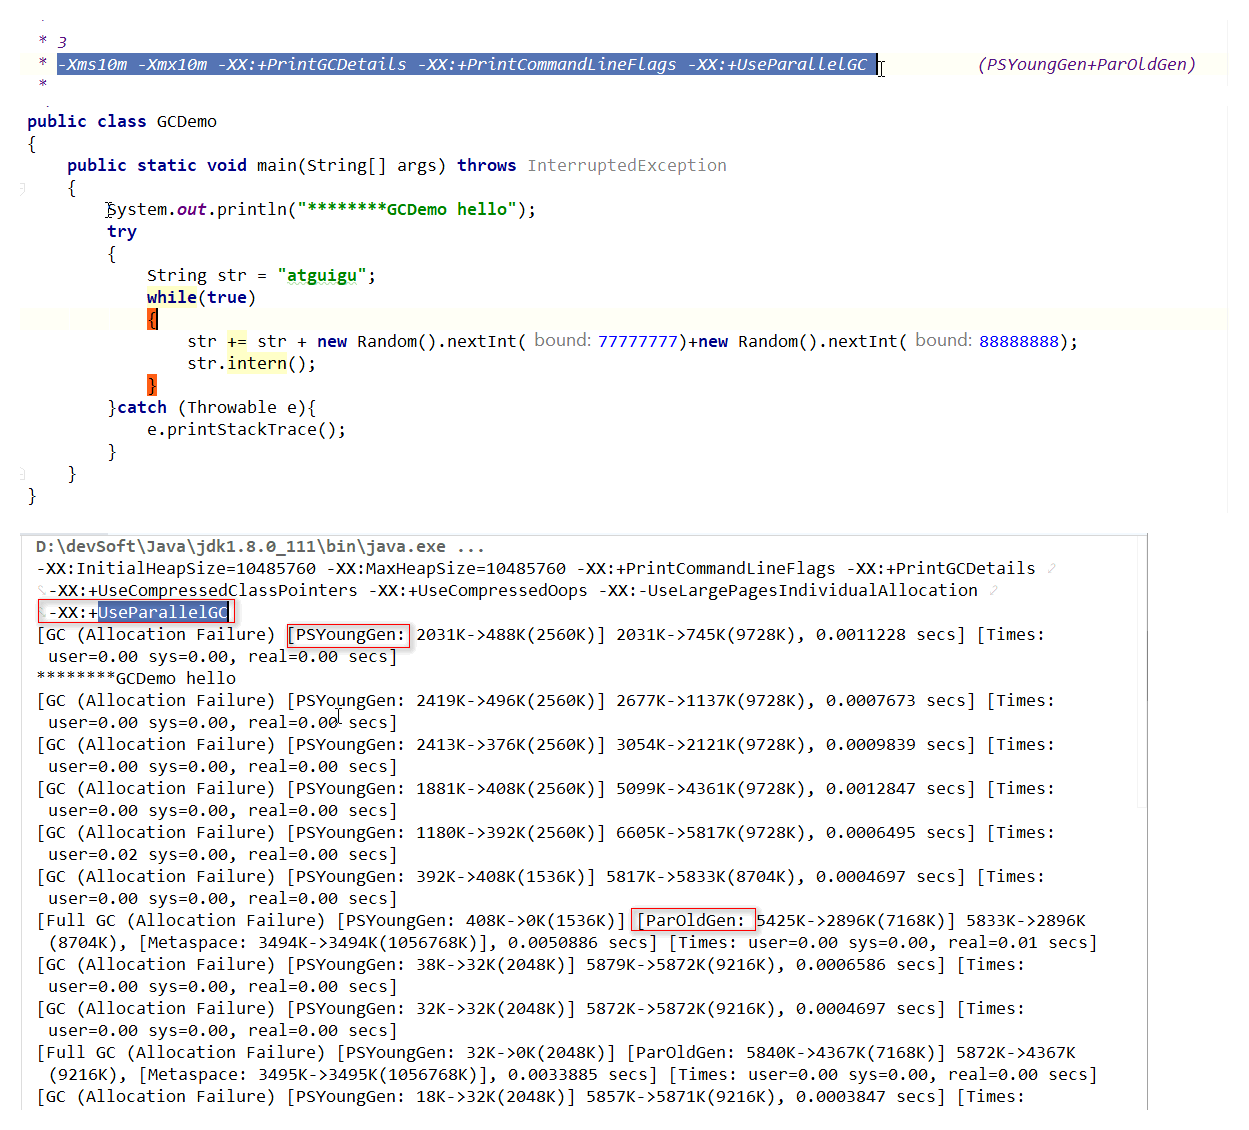 * 3
* -Xms10m -Xmx10m -XX:+PrintGCDetails -XX:+PrintCommandLineFlags -XX:+UseParallelGC (PSYoungGen+ParOldGen)
*
public class GCDemo
{
public static void main(String[] args) throws InterruptedException
{
System.out.println("********GCDemo hello");
try
{
String str = "atguigu";
while(true)
{
str += str + new Random().nextInt( bound: 77777777)+new Random().nextInt( bound: 88888888);
str.intern();
}
}catch (Throwable e){
e.printStackTrace();
}
}
}
D:\devSoft\Java\jdk1.8.0_111\bin\java.exe ...
-XX:InitialHeapSize=10485760 -XX:MaxHeapSize=10485760 -XX:+PrintCommandLineFlags -XX:+PrintGCDetails
-XX:+UseCompressedClassPointers -XX:+UseCompressedOops -XX:-UseLargePagesIndividualAllocation
-XX:+UseParallelGC
[GC (Allocation Failure) [PSYoungGen: 2031K->488K(2560K)] 2031K->745K(9728K), 0.0011228 secs] [Times:
user=0.00 sys=0.00, real=0.00 secs]
********GCDemo hello
[GC (Allocation Failure) [PSYoungGen: 2419K->496K(2560K)] 2677K->1137K(9728K), 0.0007673 secs] [Times:
user=0.00 sys=0.00, real=0.00 secs]
[GC (Allocation Failure) [PSYoungGen: 2413K->376K(2560K)] 3054K->2121K(9728K), 0.0009839 secs] [Times:
user=0.00 sys=0.00, real=0.00 secs]
[GC (Allocation Failure) [PSYoungGen: 1881K->408K(2560K)] 5099K->4361K(9728K), 0.0012847 secs] [Times:
user=0.00 sys=0.00, real=0.00 secs]
[GC (Allocation Failure) [PSYoungGen: 1180K->392K(2560K)] 6605K->5817K(9728K), 0.0006495 secs] [Times:
user=0.02 sys=0.00, real=0.00 secs]
[GC (Allocation Failure) [PSYoungGen: 392K->408K(1536K)] 5817K->5833K(8704K), 0.0004697 secs] [Times:
user=0.00 sys=0.00, real=0.00 secs]
[Full GC (Allocation Failure) [PSYoungGen: 408K->0K(1536K)] [ParOldGen: 5425K->2896K(7168K)] 5833K->2896K
(8704K), [Metaspace: 3494K->3494K(1056768K)], 0.0050886 secs] [Times: user=0.00 sys=0.00, real=0.01 secs]
[GC (Allocation Failure) [PSYoungGen: 38K->32K(2048K)] 5879K->5872K(9216K), 0.0006586 secs] [Times:
user=0.00 sys=0.00, real=0.00 secs]
[GC (Allocation Failure) [PSYoungGen: 32K->32K(2048K)] 5872K->5872K(9216K), 0.0004697 secs] [Times:
user=0.00 sys=0.00, real=0.00 secs]
[Full GC (Allocation Failure) [PSYoungGen: 32K->0K(2048K)] [ParOldGen: 5840K->4367K(7168K)] 5872K->4367K
(9216K), [Metaspace: 3495K->3495K(1056768K)], 0.0033885 secs] [Times: user=0.00 sys=0.00, real=0.00 secs]
[GC (Allocation Failure) [PSYoungGen: 18K->32K(2048K)] 5857K->5871K(9216K), 0.0003847 secs] [Times: